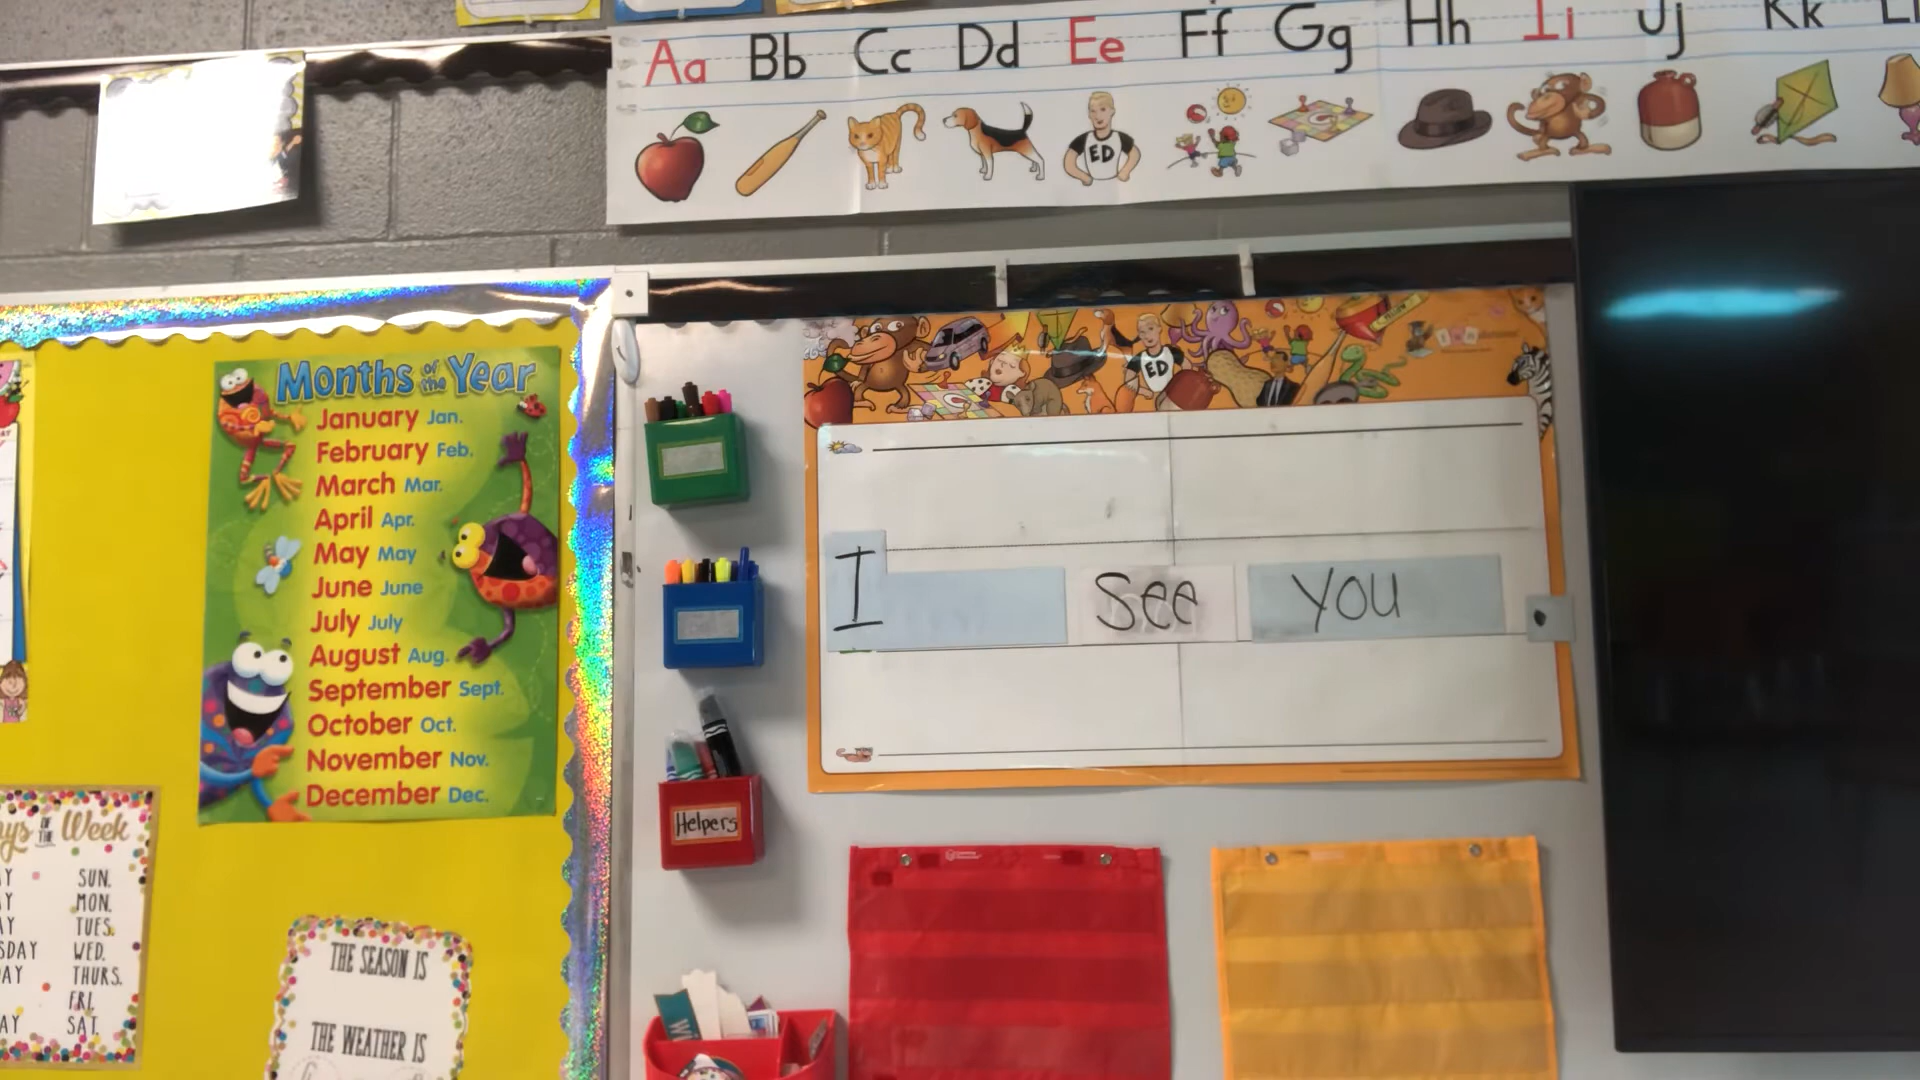 Aa Bb Cc Dd Ee Ff Gg Hh Ii Jj Kk
ED
Months of the Year
January Jan.
February Feb.
March Mar.
April Apr.
May May
June June
July July
August Aug.
September Sept.
October Oct.
November Nov.
December Dec.
ED
I see you
Helpers
OF THE Week
SUN.
MON.
TUES.
WED.
THURS.
FRI.
SAT.
THE SEASON IS
THE WEATHER IS